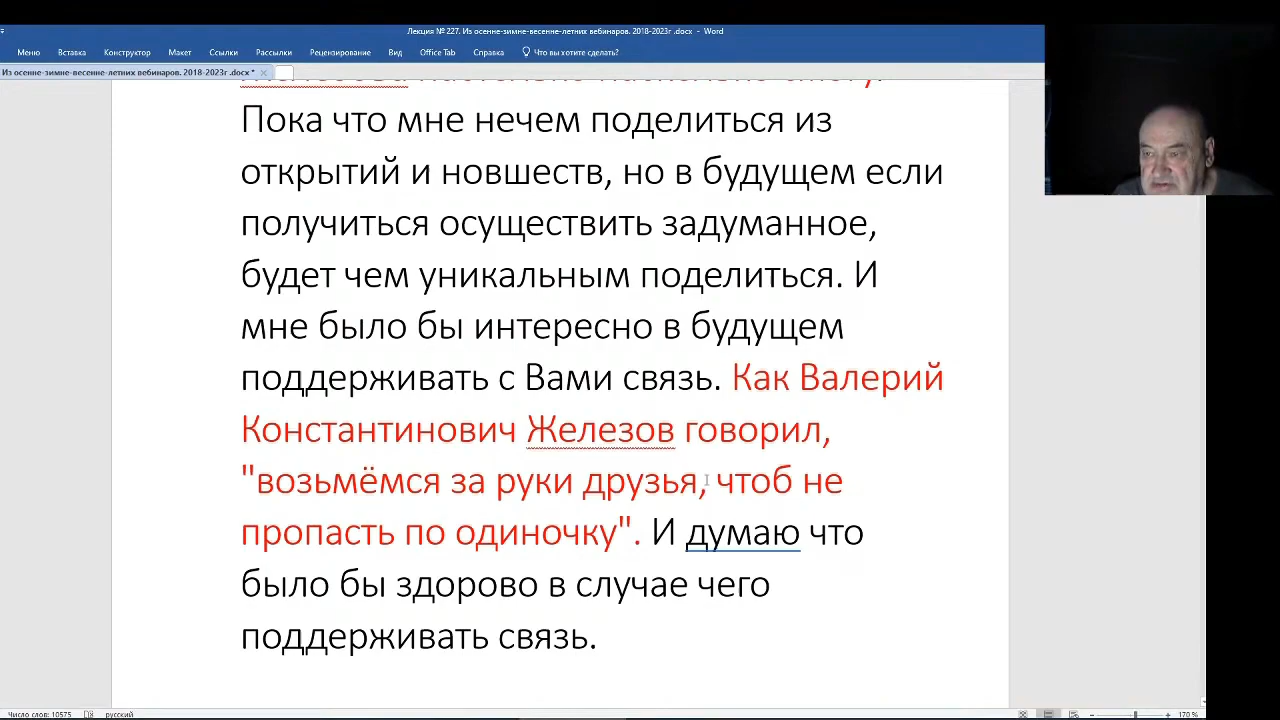 Лекция № 227. Из осенне-зимне-весенне-летних вебинаров. 2018-2023г .docx - Word
Меню Вставка Конструктор Макет Ссылки Рассылки Рецензирование Вид Office Tab Справка Что вы хотите сделать?
Из осенне-зимне-весенне-летних вебинаров. 2018-2023г .docx *
Пока что мне нечем поделиться из
открытий и новшеств, но в будущем если
получиться осуществить задуманное,
будет чем уникальным поделиться. И
мне было бы интересно в будущем
поддерживать с Вами связь. Как Валерий
Константинович Железов говорил,
"возьмёмся за руки друзья, чтоб не
пропасть по одиночку". И думаю что
было бы здорово в случае чего
поддерживать связь.
Число слов: 10575 русский 170 %